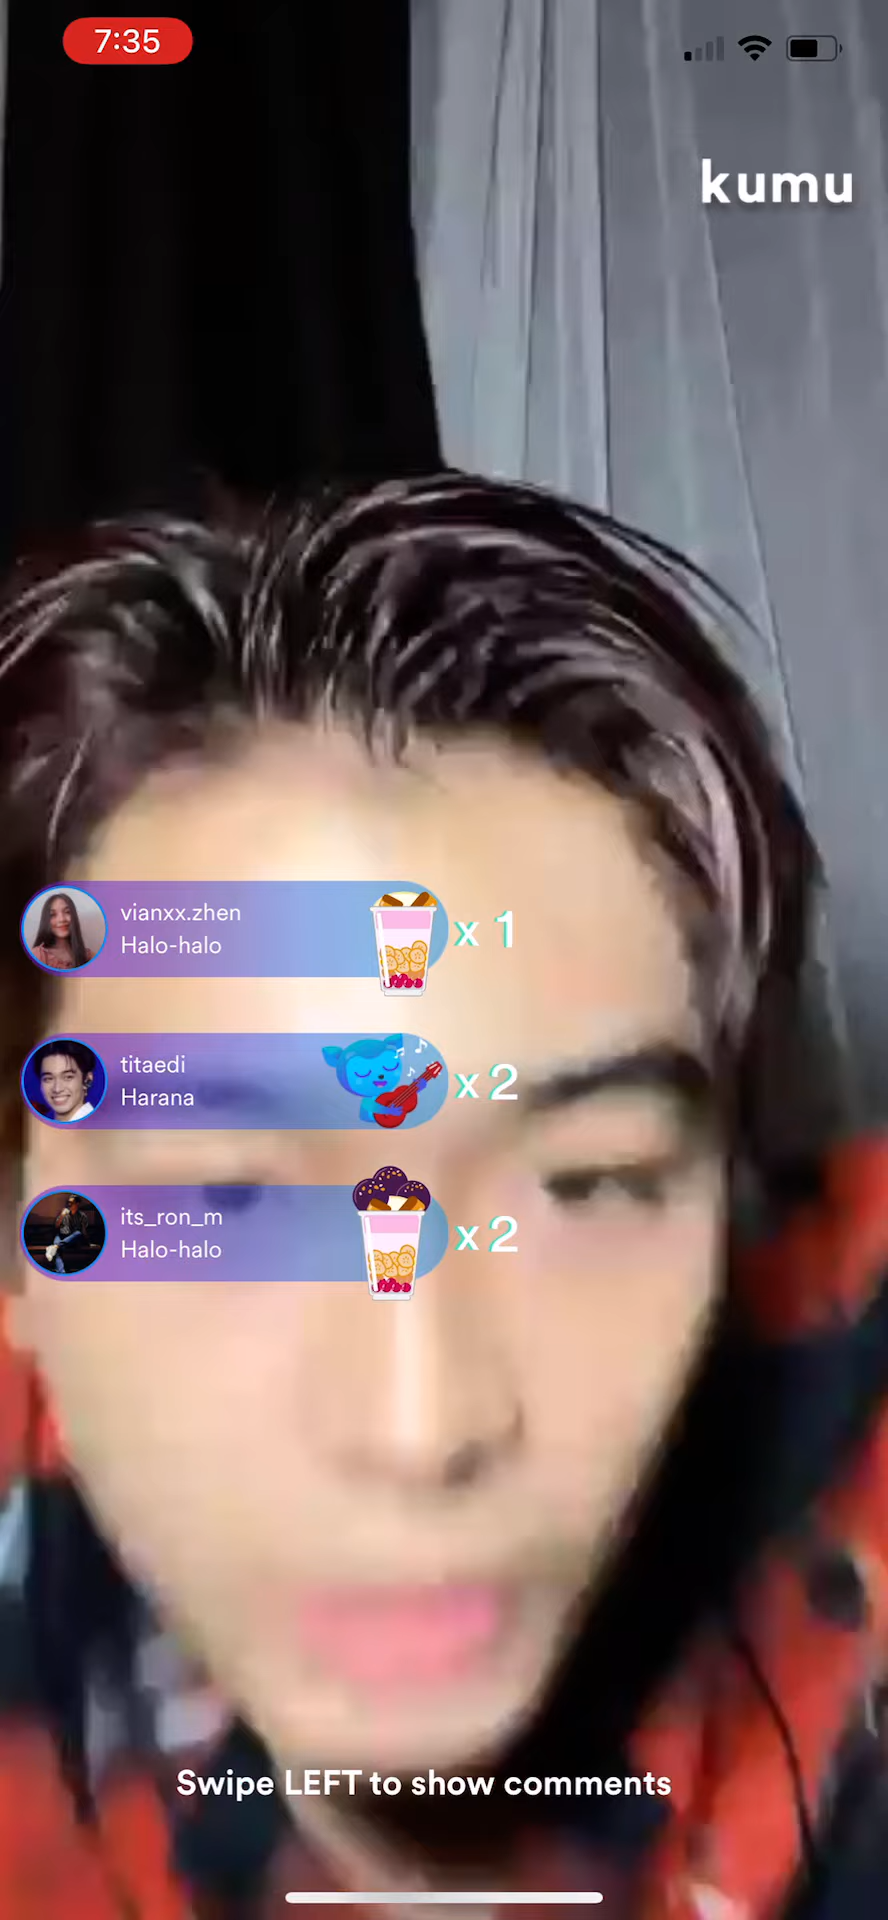 7:35
kumu
vianxx.zhen
Halo-halo
x 1
titaedi
Harana
x 2
its_ron_m
Halo-halo
x 2
Swipe LEFT to show comments